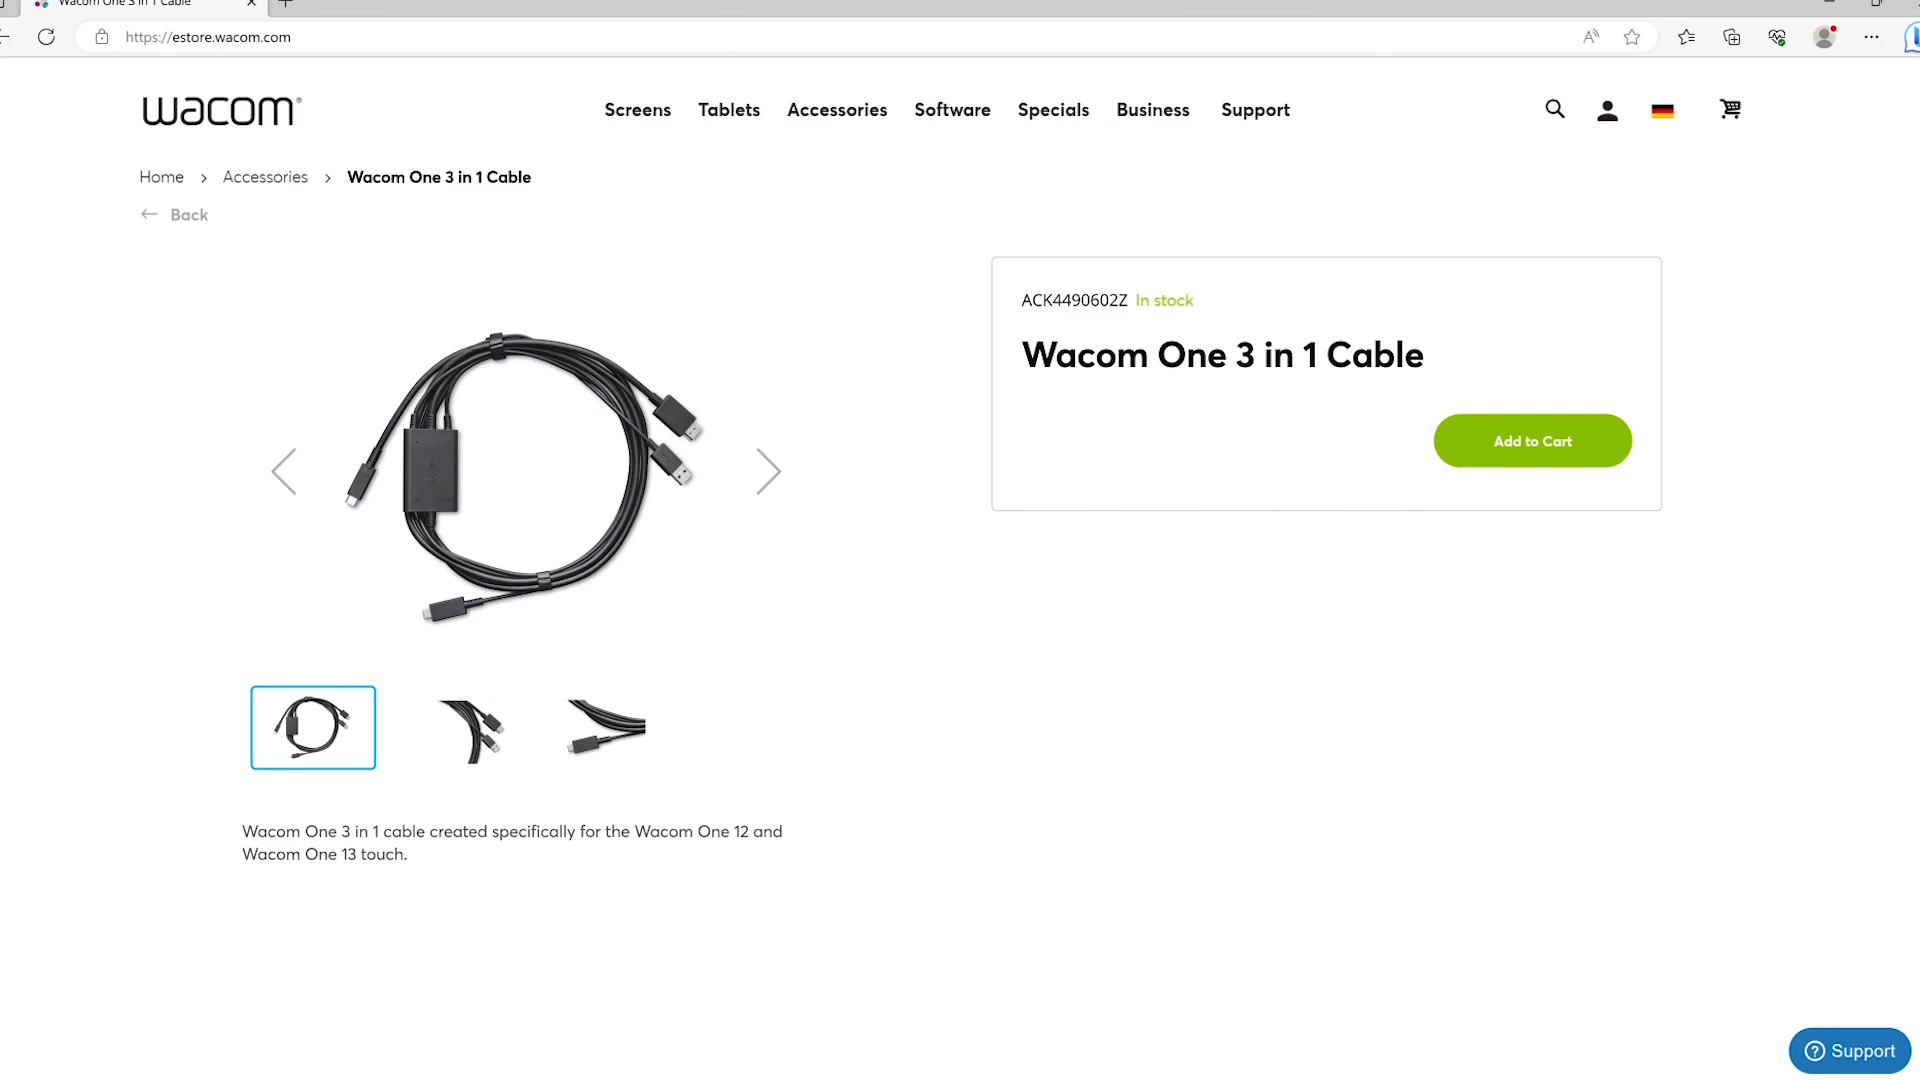 Wacom One 3 in 1 Cable
https://estore.wacom.com
wacom
Screens Tablets Accessories Software Specials Business Support
Home > Accessories > Wacom One 3 in 1 Cable
← Back
ACK4490602Z In stock
Wacom One 3 in 1 Cable
Add to Cart
Wacom One 3 in 1 cable created specifically for the Wacom One 12 and
Wacom One 13 touch.
Support